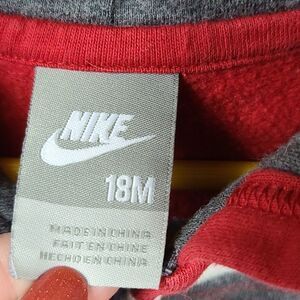 NIKE
18M
MADE IN CHINA
FAIT EN CHINE
HECHO EN CHINA